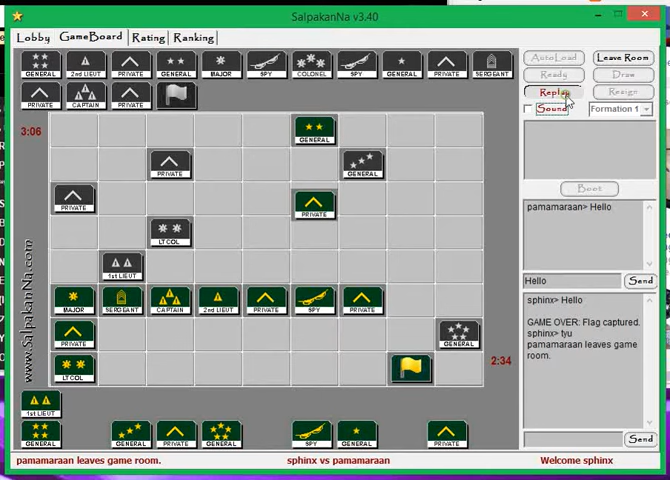 SalpakanNa v3.40
Lobby GameBoard Rating Ranking
GENERAL 2nd LIEUT PRIVATE GENERAL MAJOR SPY COLONEL SPY GENERAL PRIVATE SERGEANT
AutoLoad Leave Room
PRIVATE CAPTAIN PRIVATE
Ready Draw
Replay Resign
Sound Formation 1
3:06
GENERAL
PRIVATE GENERAL
Boot
PRIVATE PRIVATE
pamamaraan> Hello
LTCOL
1st LIEUT
Hello Send
MAJOR SERGEANT CAPTAIN 2nd LIEUT PRIVATE SPY PRIVATE
sphinx> Hello
GAME OVER: Flag captured.
sphinx> tyu
pamamaraan leaves game
room.
PRIVATE GENERAL
LTCOL
2:34
www.SalpakanNa.com
1st LIEUT
GENERAL GENERAL PRIVATE GENERAL SPY GENERAL PRIVATE
Send
pamamaraan leaves game room. sphinx vs pamamaraan Welcome sphinx